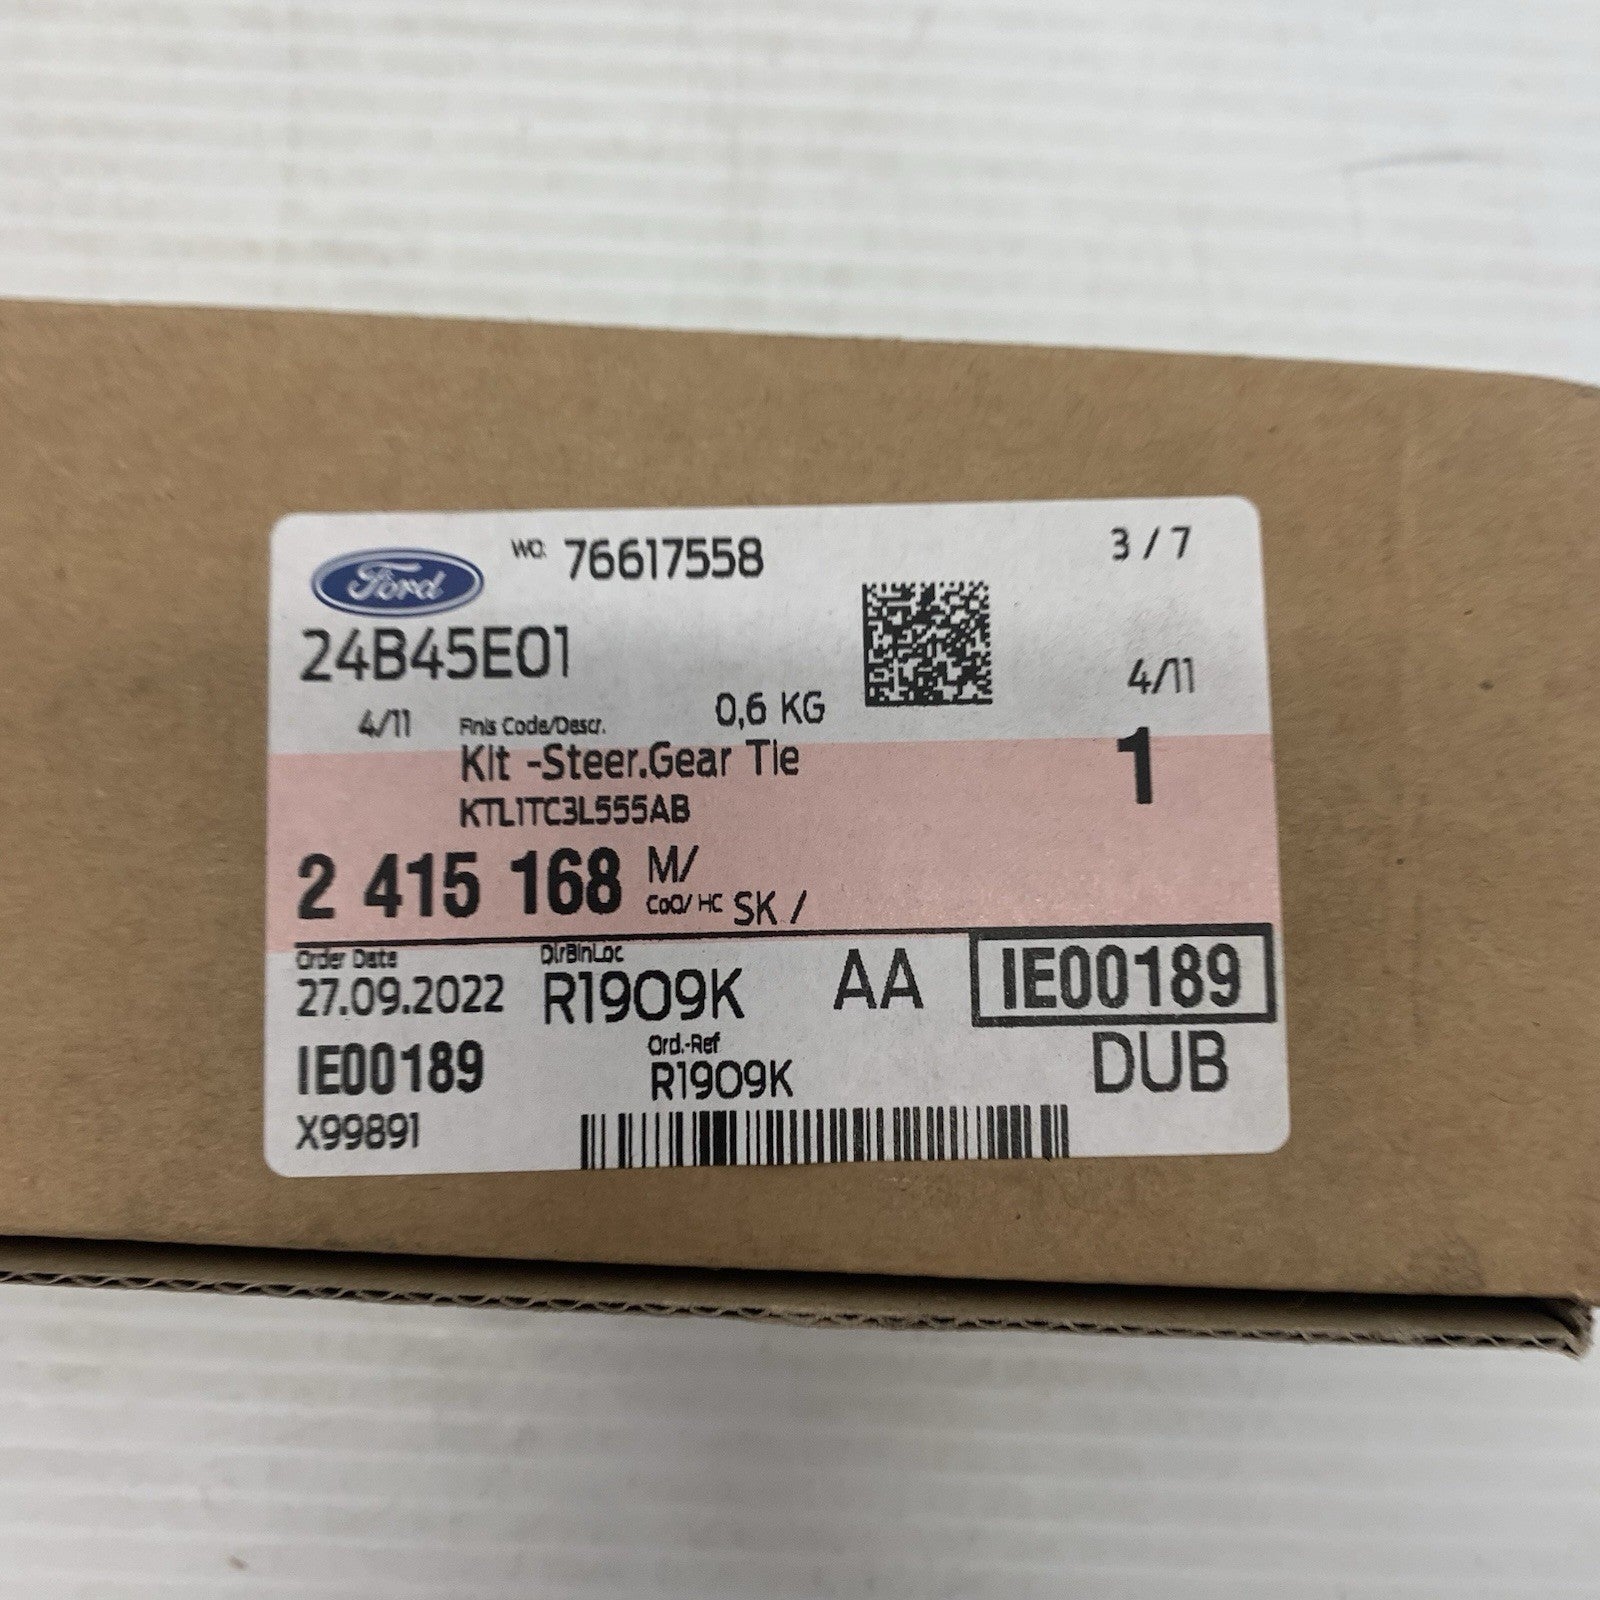 Ford
WO: 76617558
3 / 7
24B45E01
4/11
4/11
Finis Code/Descr.
0,6 KG
Kit -Steer.Gear Tie
1
KTL1TC3L555AB
2 415 168 M/
CoO/ HC SK /
Order Date
DlrBinLoc
27.09.2022
R1909K
AA
IE00189
IE00189
Ord.-Ref
R1909K
DUB
X99891